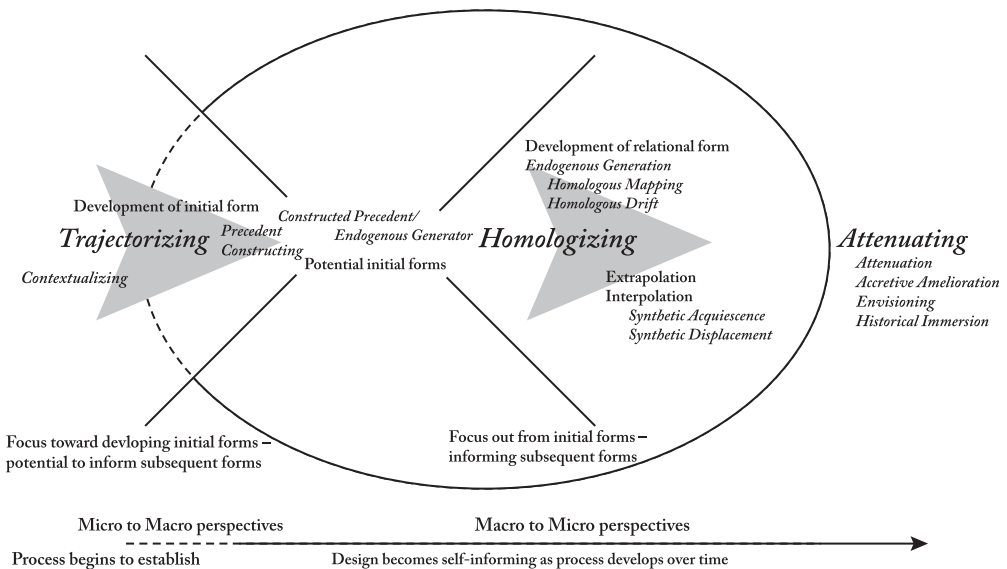 Development of initial form
Trajectorizing
Precedent
Constructing
Contextualizing
Constructed Precedent/
Endogenous Generator
Potential initial forms
Development of relational form
Endogenous Generation
Homologous Mapping
Homologous Drift
Homologizing
Extrapolation
Interpolation
Synthetic Acquiescence
Synthetic Displacement
Attenuating
Attenuation
Accretive Amelioration
Envisioning
Historical Immersion
Focus toward devloping initial forms –
potential to inform subsequent forms
Focus out from initial forms –
informing subsequent forms
Micro to Macro perspectives
Macro to Micro perspectives
Process begins to establish
Design becomes self-informing as process develops over time